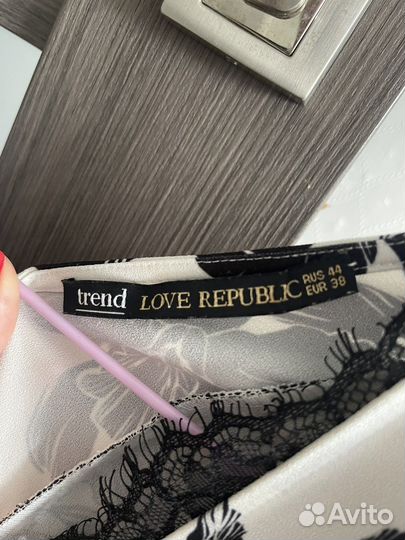 trend LOVE REPUBLIC RUS 44
EUR 38
Avito